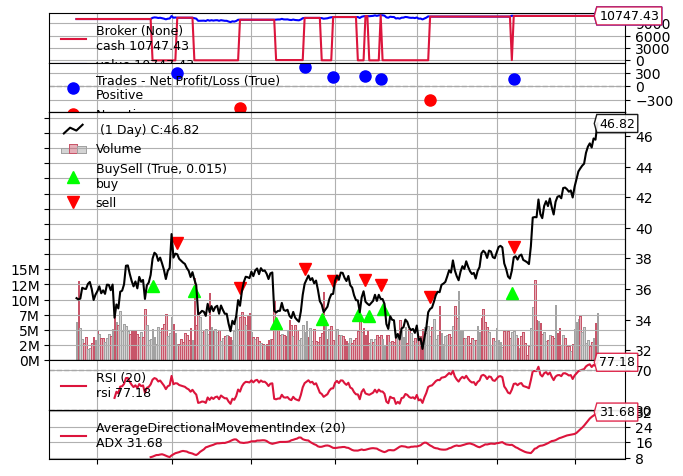 Broker (None)
cash 10747.43
value 10747.43
10747.43
6000
3000
0
Trades - Net Profit/Loss (True)
Positive
300
0
−300
(1 Day) C:46.82
Volume
BuySell (True, 0.015)
buy
sell
46.82
46
44
42
40
38
36
34
32
15M
12M
10M
7M
5M
2M
0M
RSI (20)
rsi 77.18
77.18
70
AverageDirectionalMovementIndex (20)
ADX 31.68
31.68
24
16
8